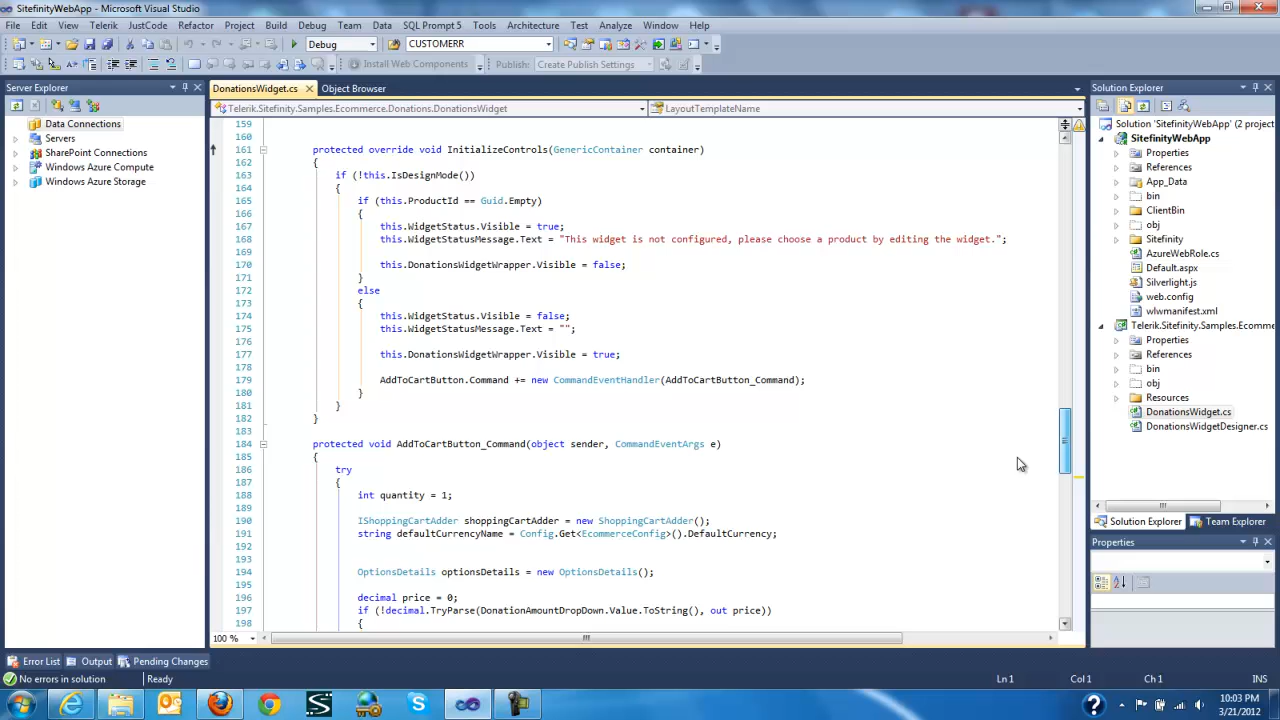 SitefinityWebApp - Microsoft Visual Studio
File Edit View Telerik JustCode Refactor Project Build Debug Team Data SQL Prompt 5 Tools Architecture Test Analyze Window Help
Debug CUSTOMERR
Install Web Components Publish: Create Publish Settings
Server Explorer
Data Connections
Servers
SharePoint Connections
Windows Azure Compute
Windows Azure Storage
DonationsWidget.cs Object Browser
Telerik.Sitefinity.Samples.Ecommerce.Donations.DonationsWidget LayoutTemplateName
159
160
161 protected override void InitializeControls(GenericContainer container)
162 {
163 if (!this.IsDesignMode())
164 {
165 if (this.ProductId == Guid.Empty)
166 {
167 this.WidgetStatus.Visible = true;
168 this.WidgetStatusMessage.Text = "This widget is not configured, please choose a product by editing the widget.";
169
170 this.DonationsWidgetWrapper.Visible = false;
171 }
172 else
173 {
174 this.WidgetStatus.Visible = false;
175 this.WidgetStatusMessage.Text = "";
176
177 this.DonationsWidgetWrapper.Visible = true;
178
179 AddToCartButton.Command += new CommandEventHandler(AddToCartButton_Command);
180 }
181 }
182 }
183
184 protected void AddToCartButton_Command(object sender, CommandEventArgs e)
185 {
186 try
187 {
188 int quantity = 1;
189
190 IShoppingCartAdder shoppingCartAdder = new ShoppingCartAdder();
191 string defaultCurrencyName = Config.Get<EcommerceConfig>().DefaultCurrency;
192
193
194 OptionsDetails optionsDetails = new OptionsDetails();
195
196 decimal price = 0;
197 if (!decimal.TryParse(DonationAmountDropDown.Value.ToString(), out price))
198 {
100 %
Solution Explorer
Solution 'SitefinityWebApp' (2 project
SitefinityWebApp
Properties
References
App_Data
bin
ClientBin
obj
Sitefinity
AzureWebRole.cs
Default.aspx
Silverlight.js
web.config
wlwmanifest.xml
Telerik.Sitefinity.Samples.Ecomme
Properties
References
bin
obj
Resources
DonationsWidget.cs
DonationsWidgetDesigner.cs
Solution Explorer Team Explorer
Properties
Error List Output Pending Changes
No errors in solution Ready Ln 1 Col 1 Ch 1 INS
10:03 PM
3/21/2012